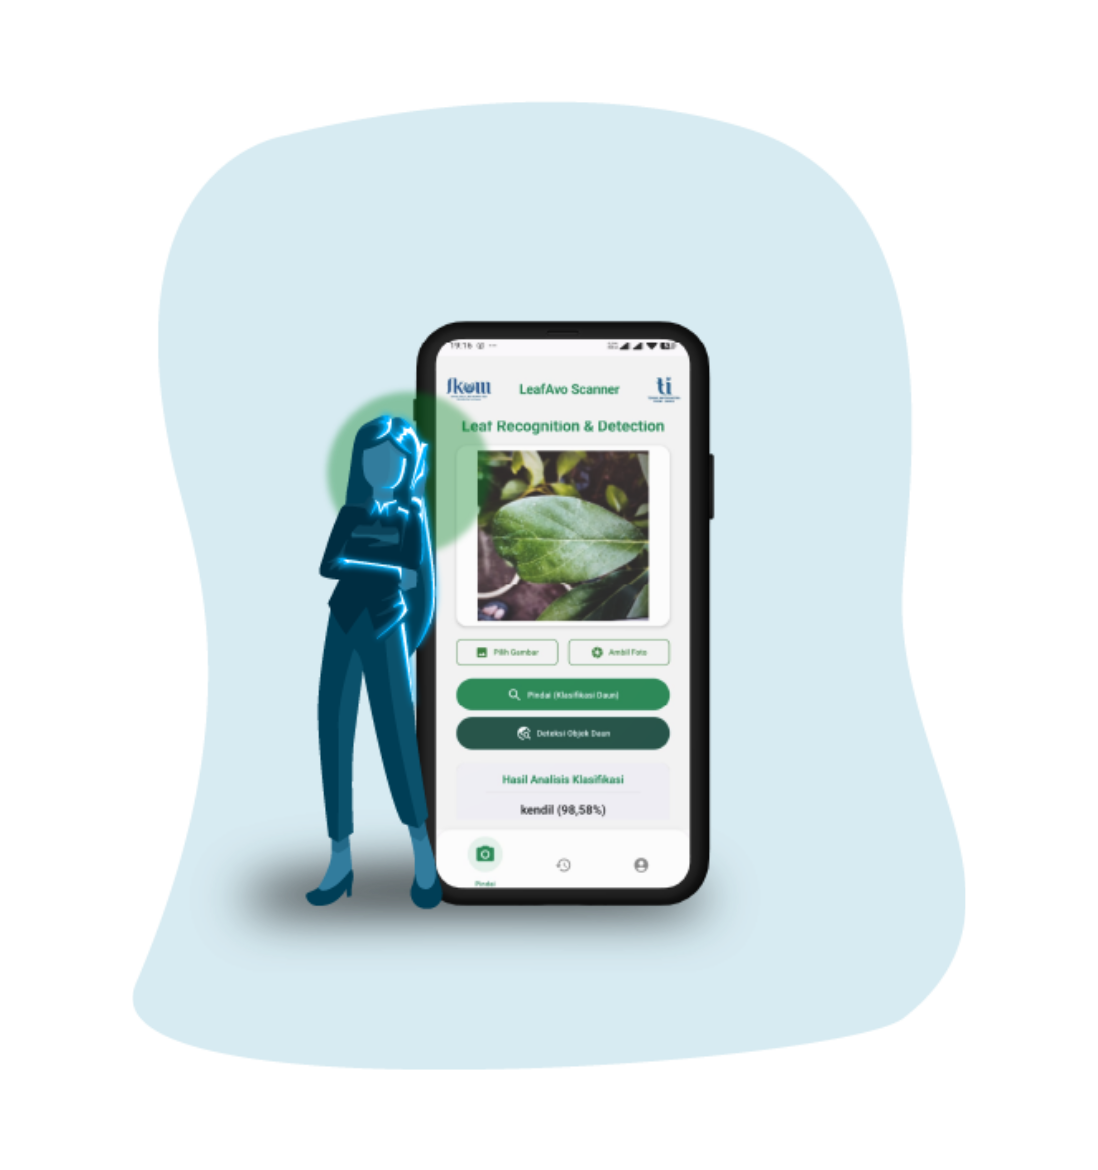 19:16
fkom
LeafAvo Scanner
ti
Leaf Recognition & Detection
Pilih Gambar
Ambil Foto
Pindai (Klasifikasi Daun)
Deteksi Objek Daun
Hasil Analisis Klasifikasi
kendil (98,58%)
Pindai